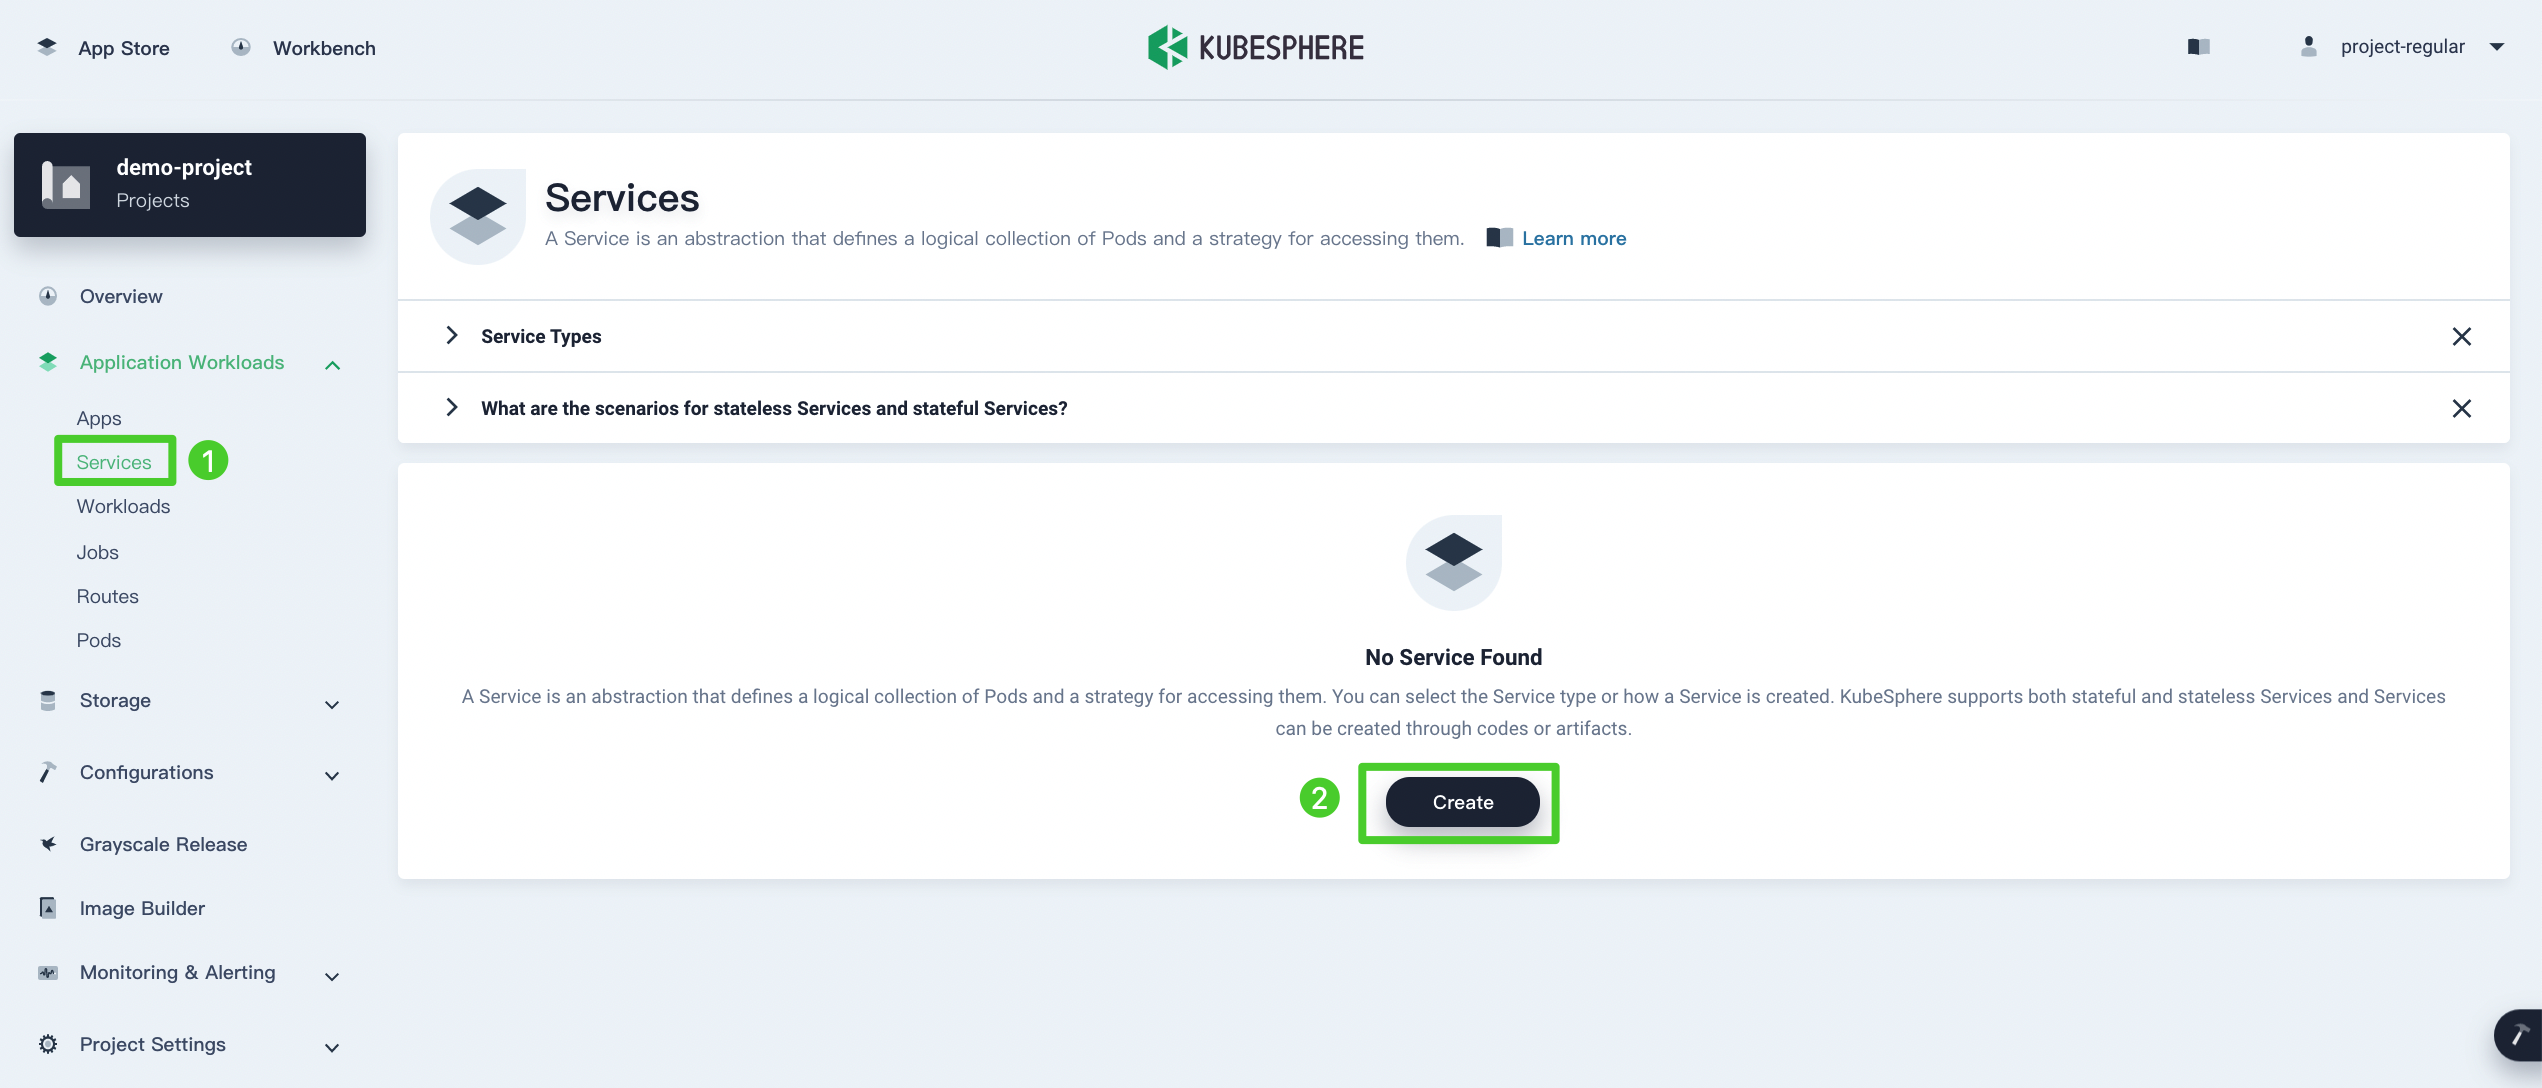 App Store
Workbench
KUBESPHERE
project-regular
demo-project
Projects
Overview
Application Workloads
Apps
Services
1
Workloads
Jobs
Routes
Pods
Storage
Configurations
Grayscale Release
Image Builder
Monitoring & Alerting
Project Settings
Services
A Service is an abstraction that defines a logical collection of Pods and a strategy for accessing them.
Learn more
Service Types
What are the scenarios for stateless Services and stateful Services?
No Service Found
A Service is an abstraction that defines a logical collection of Pods and a strategy for accessing them. You can select the Service type or how a Service is created. KubeSphere supports both stateful and stateless Services and Services
can be created through codes or artifacts.
2
Create